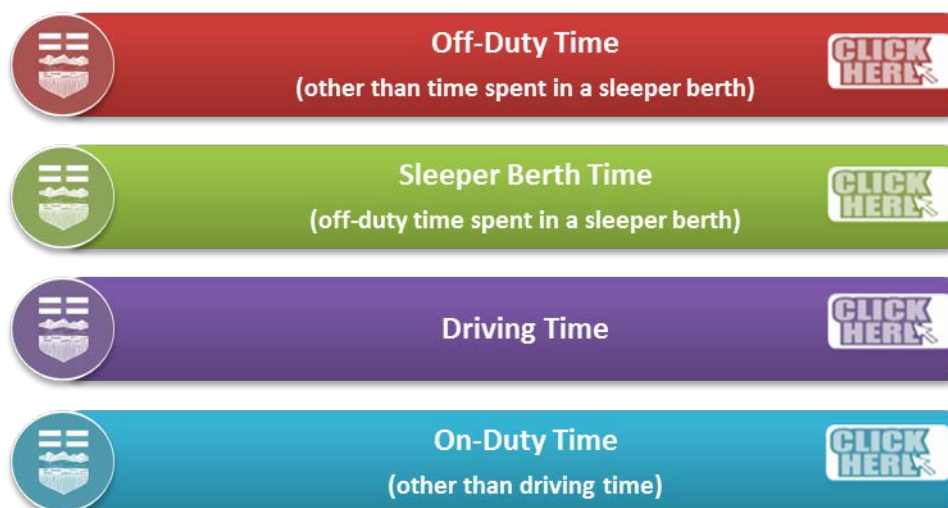 Off-Duty Time
CLICK
HERE
(other than time spent in a sleeper berth)
Sleeper Berth Time
CLICK
HERE
(off-duty time spent in a sleeper berth)
Driving Time
CLICK
HERE
On-Duty Time
CLICK
HERE
(other than driving time)